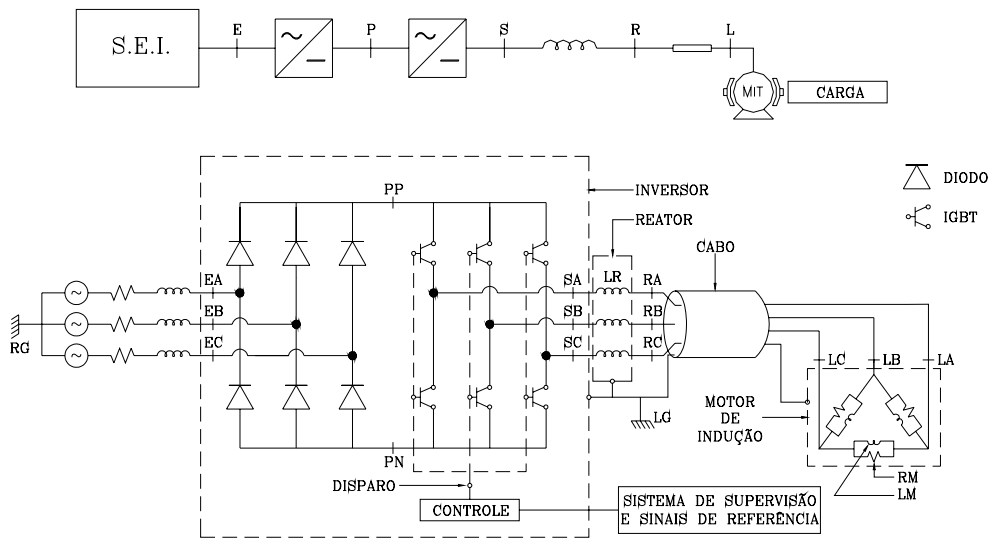 S.E.I.
E
P
S
R
L
MIT
CARGA
PP
INVERSOR
REATOR
CABO
DIODO
IGBT
EA
EB
EC
RG
SA
SB
SC
LR
RA
RB
RC
LG
LC
LB
LA
MOTOR
DE
INDUÇÃO
RM
LM
PN
DISPARO
CONTROLE
SISTEMA DE SUPERVISÃO
E SINAIS DE REFERÊNCIA